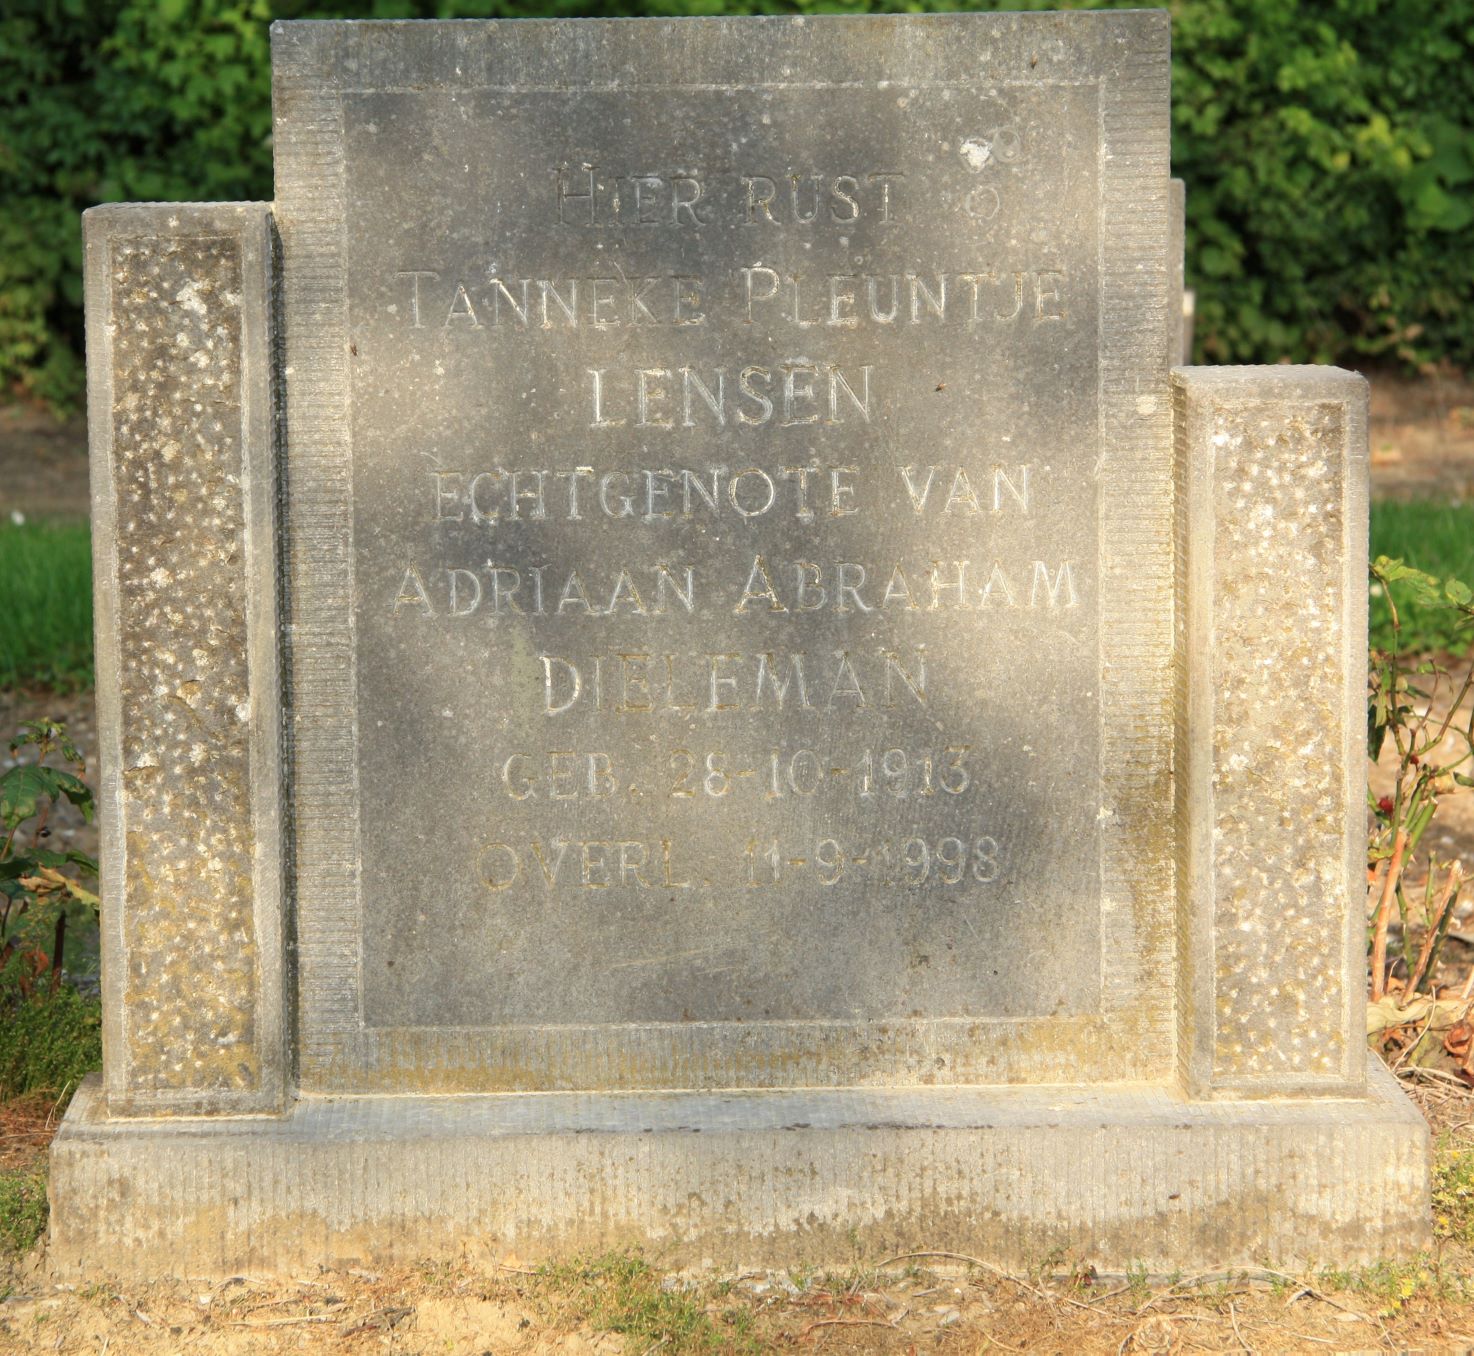 HIER RUST
TANNEKE PLEUNTJE
LENSEN
ECHTGENOTE VAN
ADRIAAN ABRAHAM
DIELEMAN
GEB. 28-10-1913
OVERL. 11-9-1998